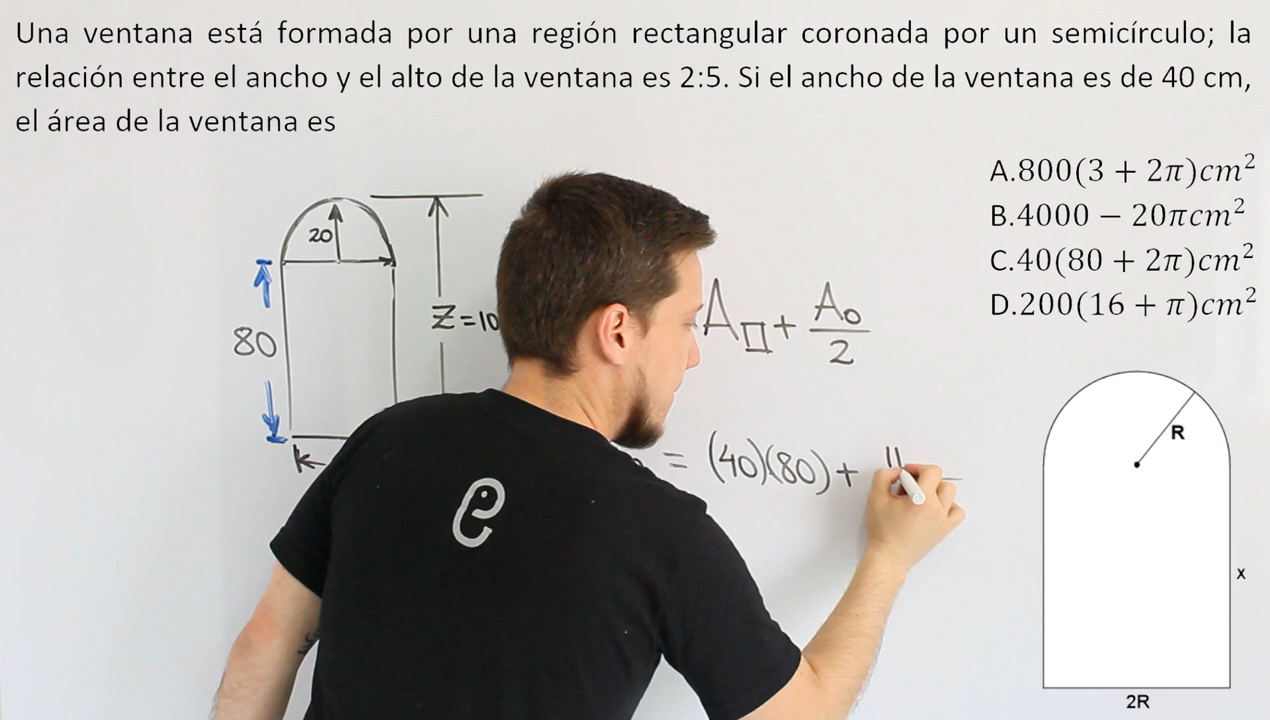 Una ventana está formada por una región rectangular coronada por un semicírculo; la
relación entre el ancho y el alto de la ventana es 2:5. Si el ancho de la ventana es de 40 cm,
el área de la ventana es
A.800(3 + 2π)cm²
B.4000 − 20πcm²
C.40(80 + 2π)cm²
D.200(16 + π)cm²
20
80
Z=10
A▭ + A○/2
= (40)(80) +
R
x
2R